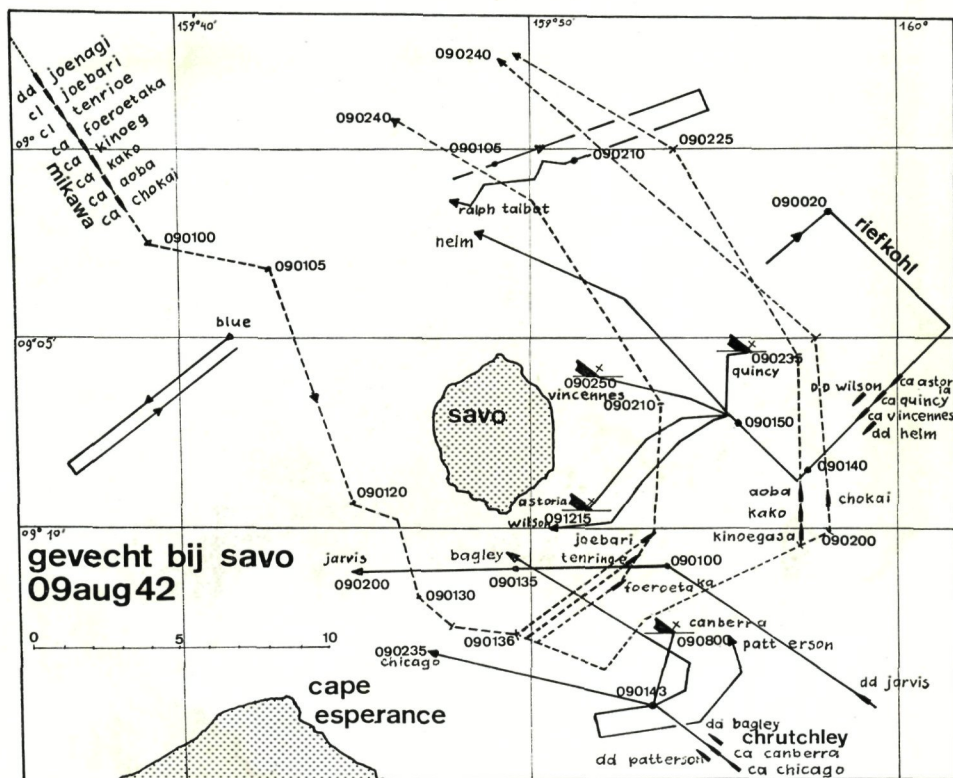 159°40'
159°50'
160°
dd joenagi
cl joebari
cl tenrioe
ca foeroetaka
ca kinoeg
ca kako
ca aoba
ca chokai
mikawa
09°
090240
090240
090105
090210
090225
ralph talbot
helm
090020
riefkohl
090100
090105
blue
09°05'
090235
quincy
090250
vincennes
090210
savo
p.p wilson
ca astoria
ca quincy
ca vincennes
dd helm
090150
090140
090120
astoria
091215
wilson
aoba
kako
kinoegasa
chokai
090200
09°10'
gevecht bij savo
09aug42
jarvis
090200
bagley
090135
joebari
tenringe
foeroetaka
090100
090130
090136
canberra
090800
patterson
090235
chicago
0
5
10
cape
esperance
090143
dd jarvis
dd bagley
chrutchley
dd patterson
ca canberra
ca chicago